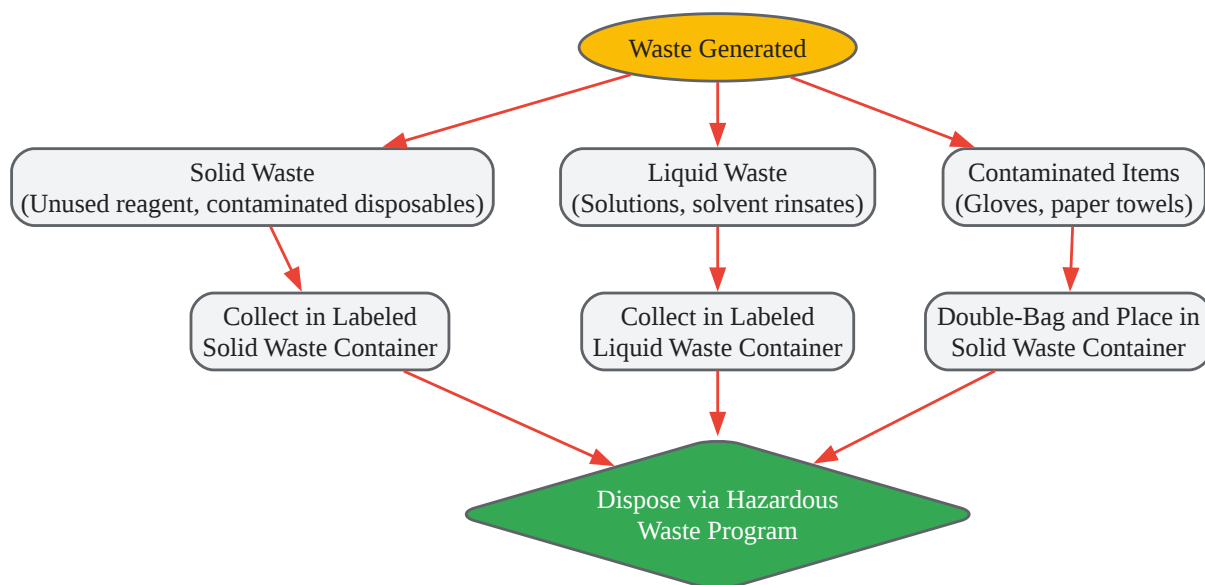 Waste Generated
Solid Waste
(Unused reagent, contaminated disposables)
Liquid Waste
(Solutions, solvent rinsates)
Contaminated Items
(Gloves, paper towels)
Collect in Labeled
Solid Waste Container
Collect in Labeled
Liquid Waste Container
Double-Bag and Place in
Solid Waste Container
Dispose via Hazardous
Waste Program